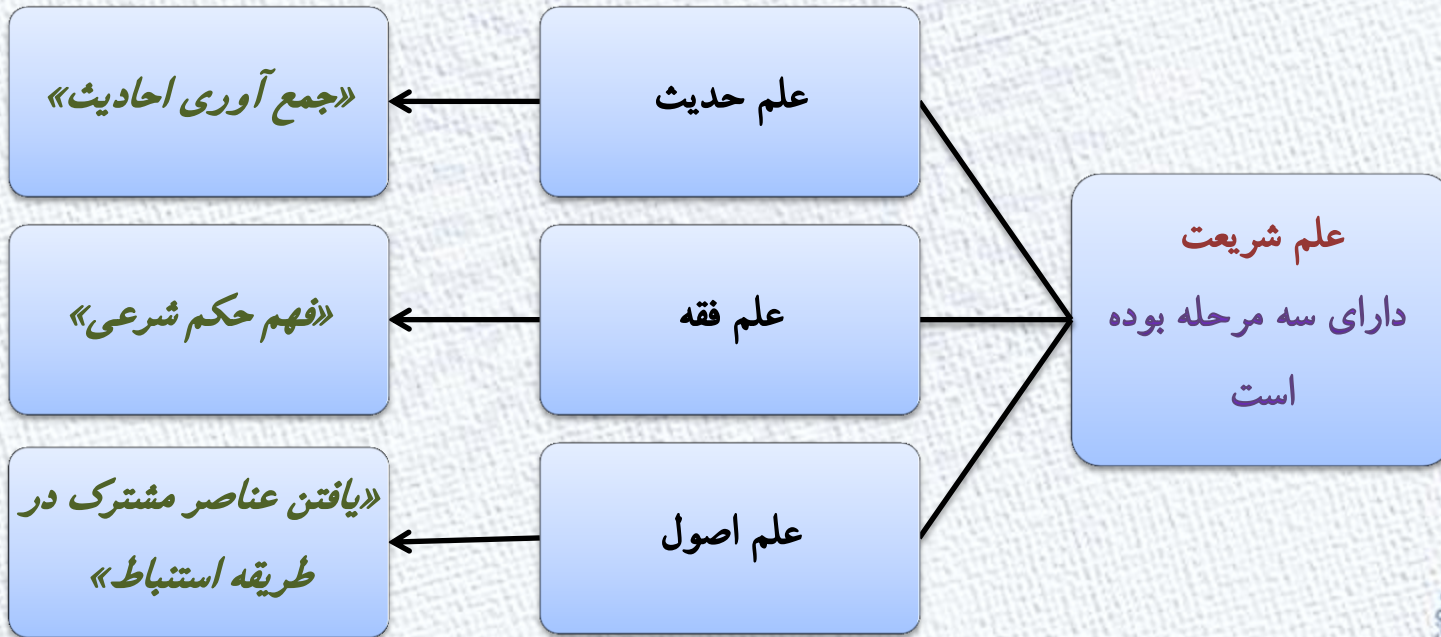 علم شریعت
دارای سه مرحله بوده
است
علم حدیث
«جمع آوری احادیث»
علم فقه
«فهم حکم شرعی»
علم اصول
«یافتن عناصر مشترک در
طریقه استنباط»